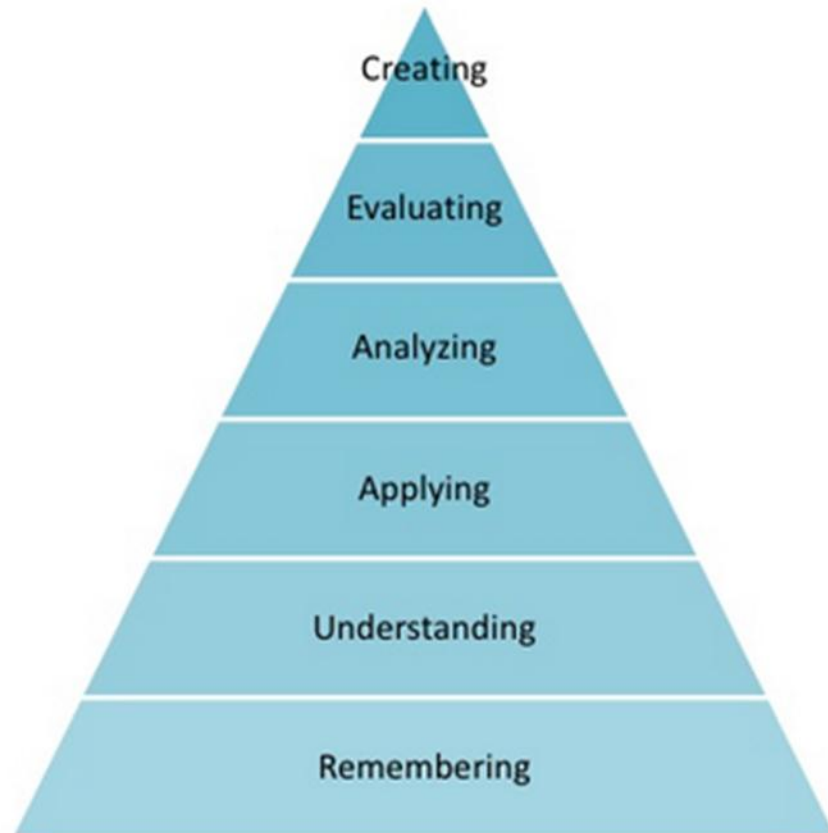 Creating
Evaluating
Analyzing
Applying
Understanding
Remembering